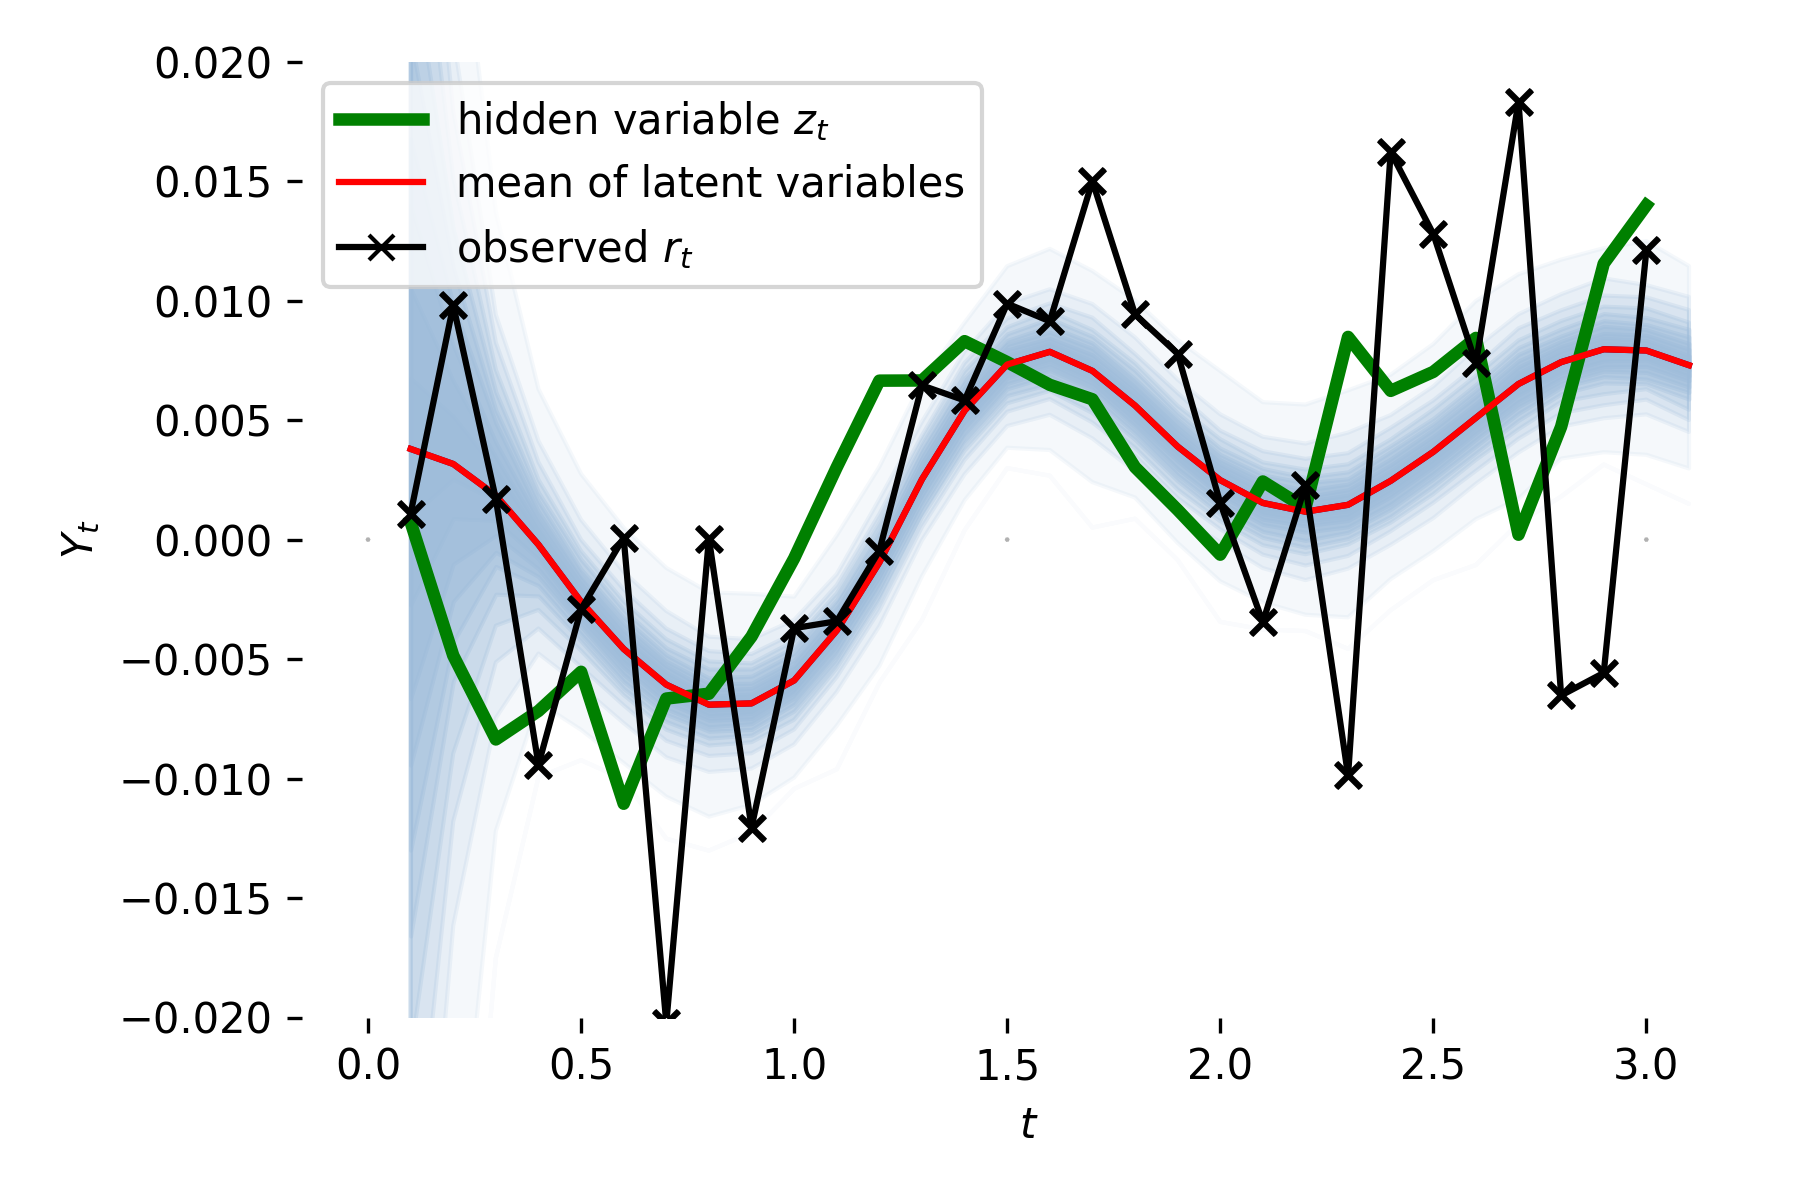 0.020
0.015
0.010
0.005
0.000
−0.005
−0.010
−0.015
−0.020
Y_t
hidden variable z_t
mean of latent variables
observed r_t
0.0 0.5 1.0 1.5 2.0 2.5 3.0
t